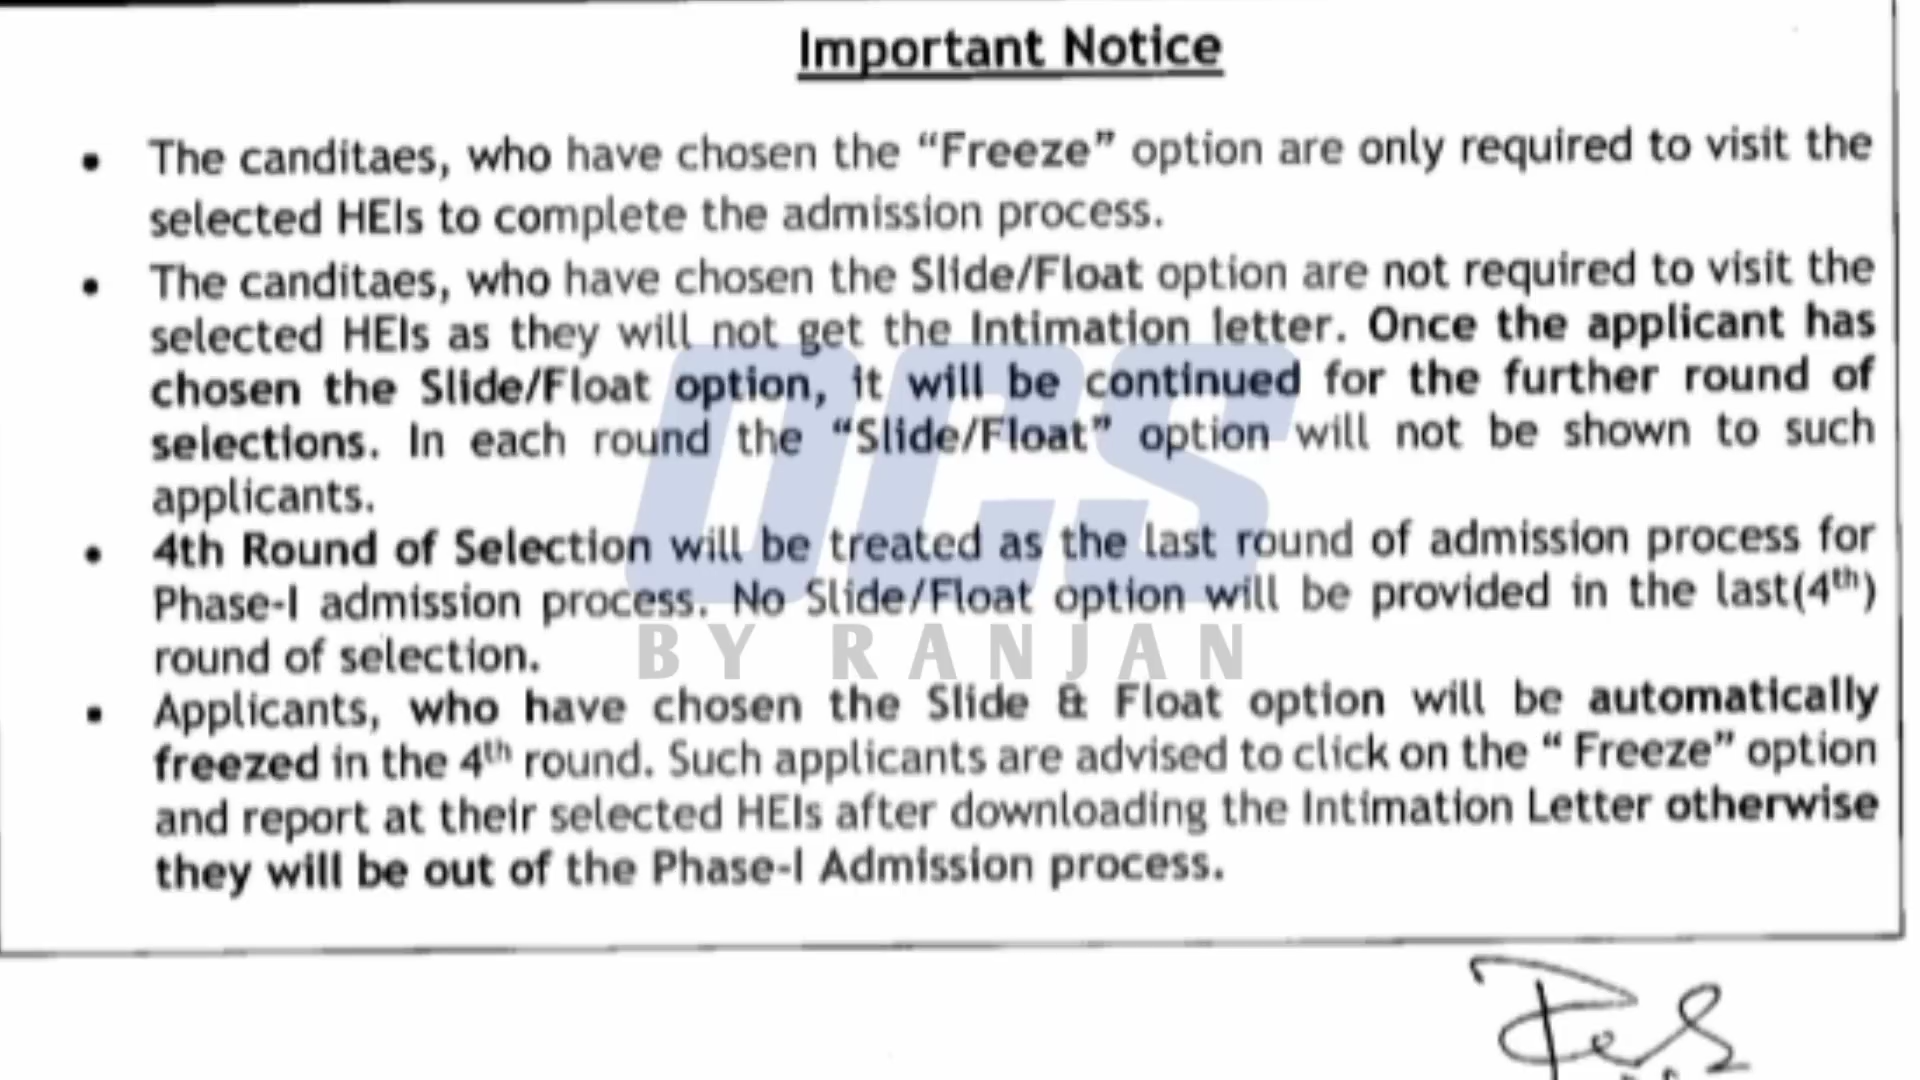 Important Notice
• The canditaes, who have chosen the “Freeze” option are only required to visit the
selected HEIs to complete the admission process.
• The canditaes, who have chosen the Slide/Float option are not required to visit the
selected HEIs as they will not get the Intimation letter. Once the applicant has
chosen the Slide/Float option, it will be continued for the further round of
selections. In each round the “Slide/Float” option will not be shown to such
applicants.
• 4th Round of Selection will be treated as the last round of admission process for
Phase-I admission process. No Slide/Float option will be provided in the last(4th)
round of selection.
• Applicants, who have chosen the Slide & Float option will be automatically
freezed in the 4th round. Such applicants are advised to click on the “ Freeze” option
and report at their selected HEIs after downloading the Intimation Letter otherwise
they will be out of the Phase-I Admission process.
OCS
BY RANJAN